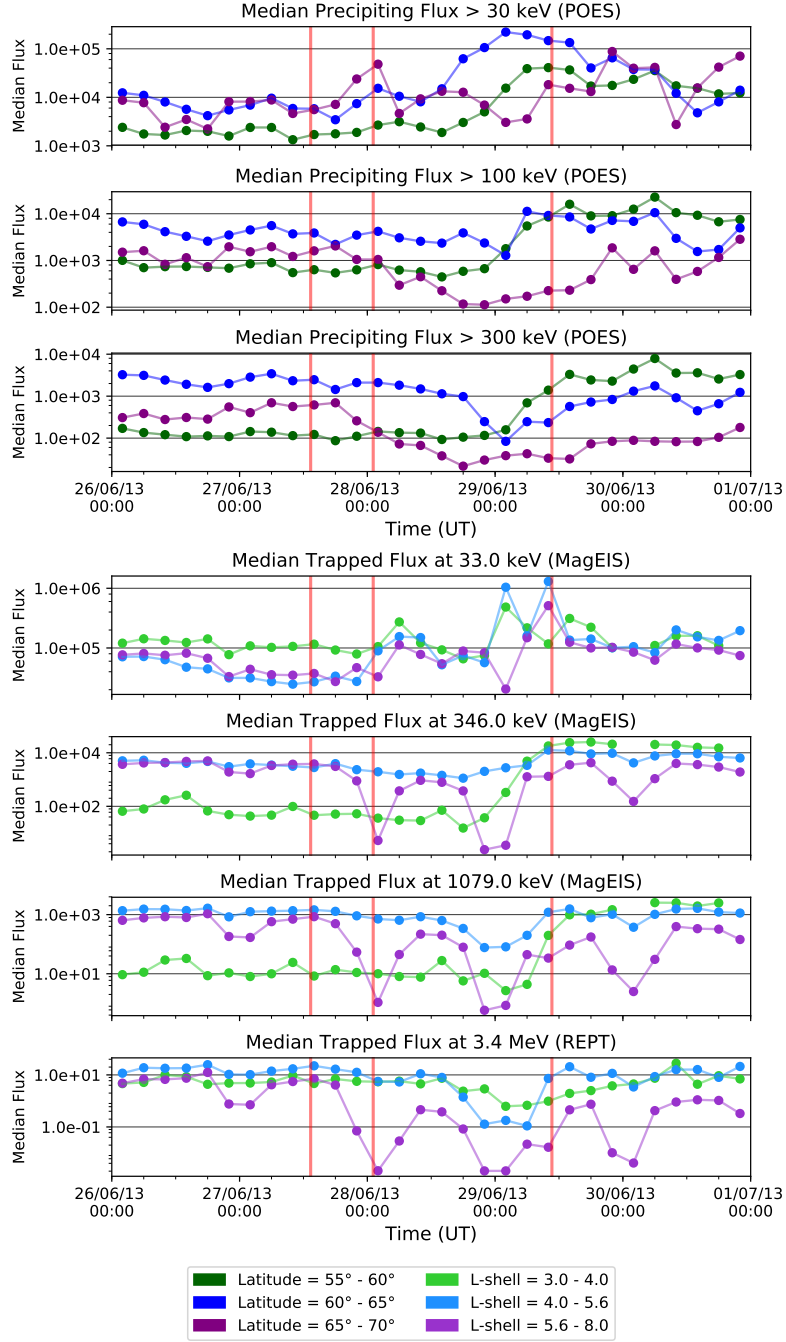 Median Precipiting Flux > 30 keV (POES)
Median Flux
1.0e+05
1.0e+04
1.0e+03
Median Precipiting Flux > 100 keV (POES)
Median Flux
1.0e+04
1.0e+03
1.0e+02
Median Precipiting Flux > 300 keV (POES)
Median Flux
1.0e+04
1.0e+03
1.0e+02
26/06/13 27/06/13 28/06/13 29/06/13 30/06/13 01/07/13
00:00 00:00 00:00 00:00 00:00 00:00
Time (UT)
Median Trapped Flux at 33.0 keV (MagEIS)
Median Flux
1.0e+06
1.0e+05
Median Trapped Flux at 346.0 keV (MagEIS)
Median Flux
1.0e+04
1.0e+02
Median Trapped Flux at 1079.0 keV (MagEIS)
Median Flux
1.0e+03
1.0e+01
Median Trapped Flux at 3.4 MeV (REPT)
Median Flux
1.0e+01
1.0e−01
26/06/13 27/06/13 28/06/13 29/06/13 30/06/13 01/07/13
00:00 00:00 00:00 00:00 00:00 00:00
Time (UT)
Latitude = 55° - 60°
Latitude = 60° - 65°
Latitude = 65° - 70°
L-shell = 3.0 - 4.0
L-shell = 4.0 - 5.6
L-shell = 5.6 - 8.0